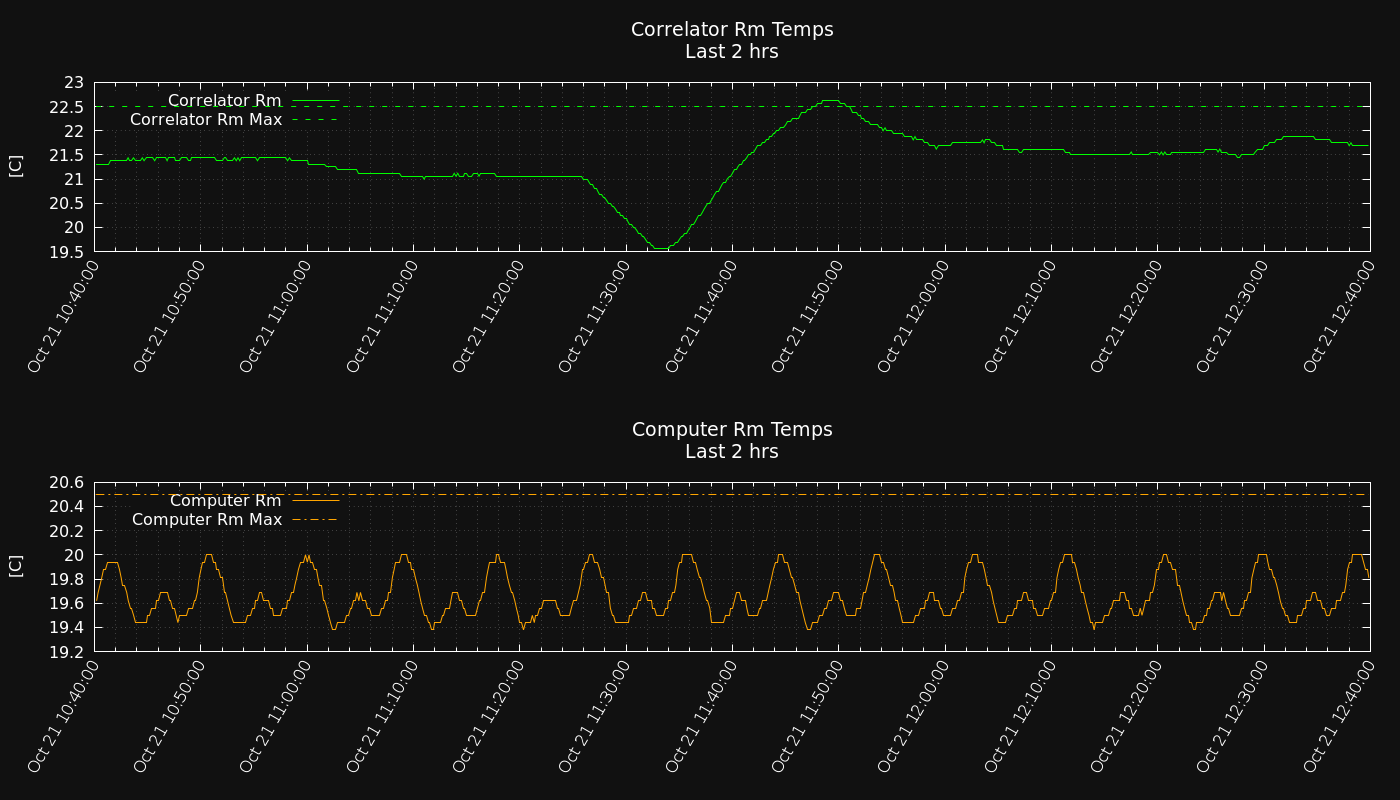 Correlator Rm Temps
Last 2 hrs
23
22.5
22
21.5
21
20.5
20
19.5
[C]
Correlator Rm
Correlator Rm Max
Oct 21 10:40:00
Oct 21 10:50:00
Oct 21 11:00:00
Oct 21 11:10:00
Oct 21 11:20:00
Oct 21 11:30:00
Oct 21 11:40:00
Oct 21 11:50:00
Oct 21 12:00:00
Oct 21 12:10:00
Oct 21 12:20:00
Oct 21 12:30:00
Oct 21 12:40:00
Computer Rm Temps
Last 2 hrs
20.6
20.4
20.2
20
19.8
19.6
19.4
19.2
[C]
Computer Rm
Computer Rm Max
Oct 21 10:40:00
Oct 21 10:50:00
Oct 21 11:00:00
Oct 21 11:10:00
Oct 21 11:20:00
Oct 21 11:30:00
Oct 21 11:40:00
Oct 21 11:50:00
Oct 21 12:00:00
Oct 21 12:10:00
Oct 21 12:20:00
Oct 21 12:30:00
Oct 21 12:40:00